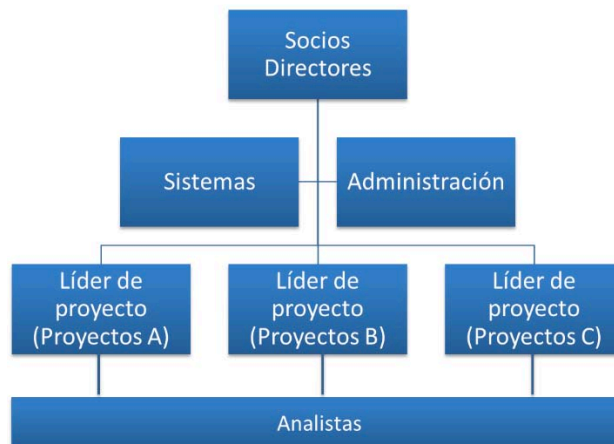 Socios
Directores
Sistemas
Administración
Líder de
proyecto
(Proyectos A)
Líder de
proyecto
(Proyectos B)
Líder de
proyecto
(Proyectos C)
Analistas